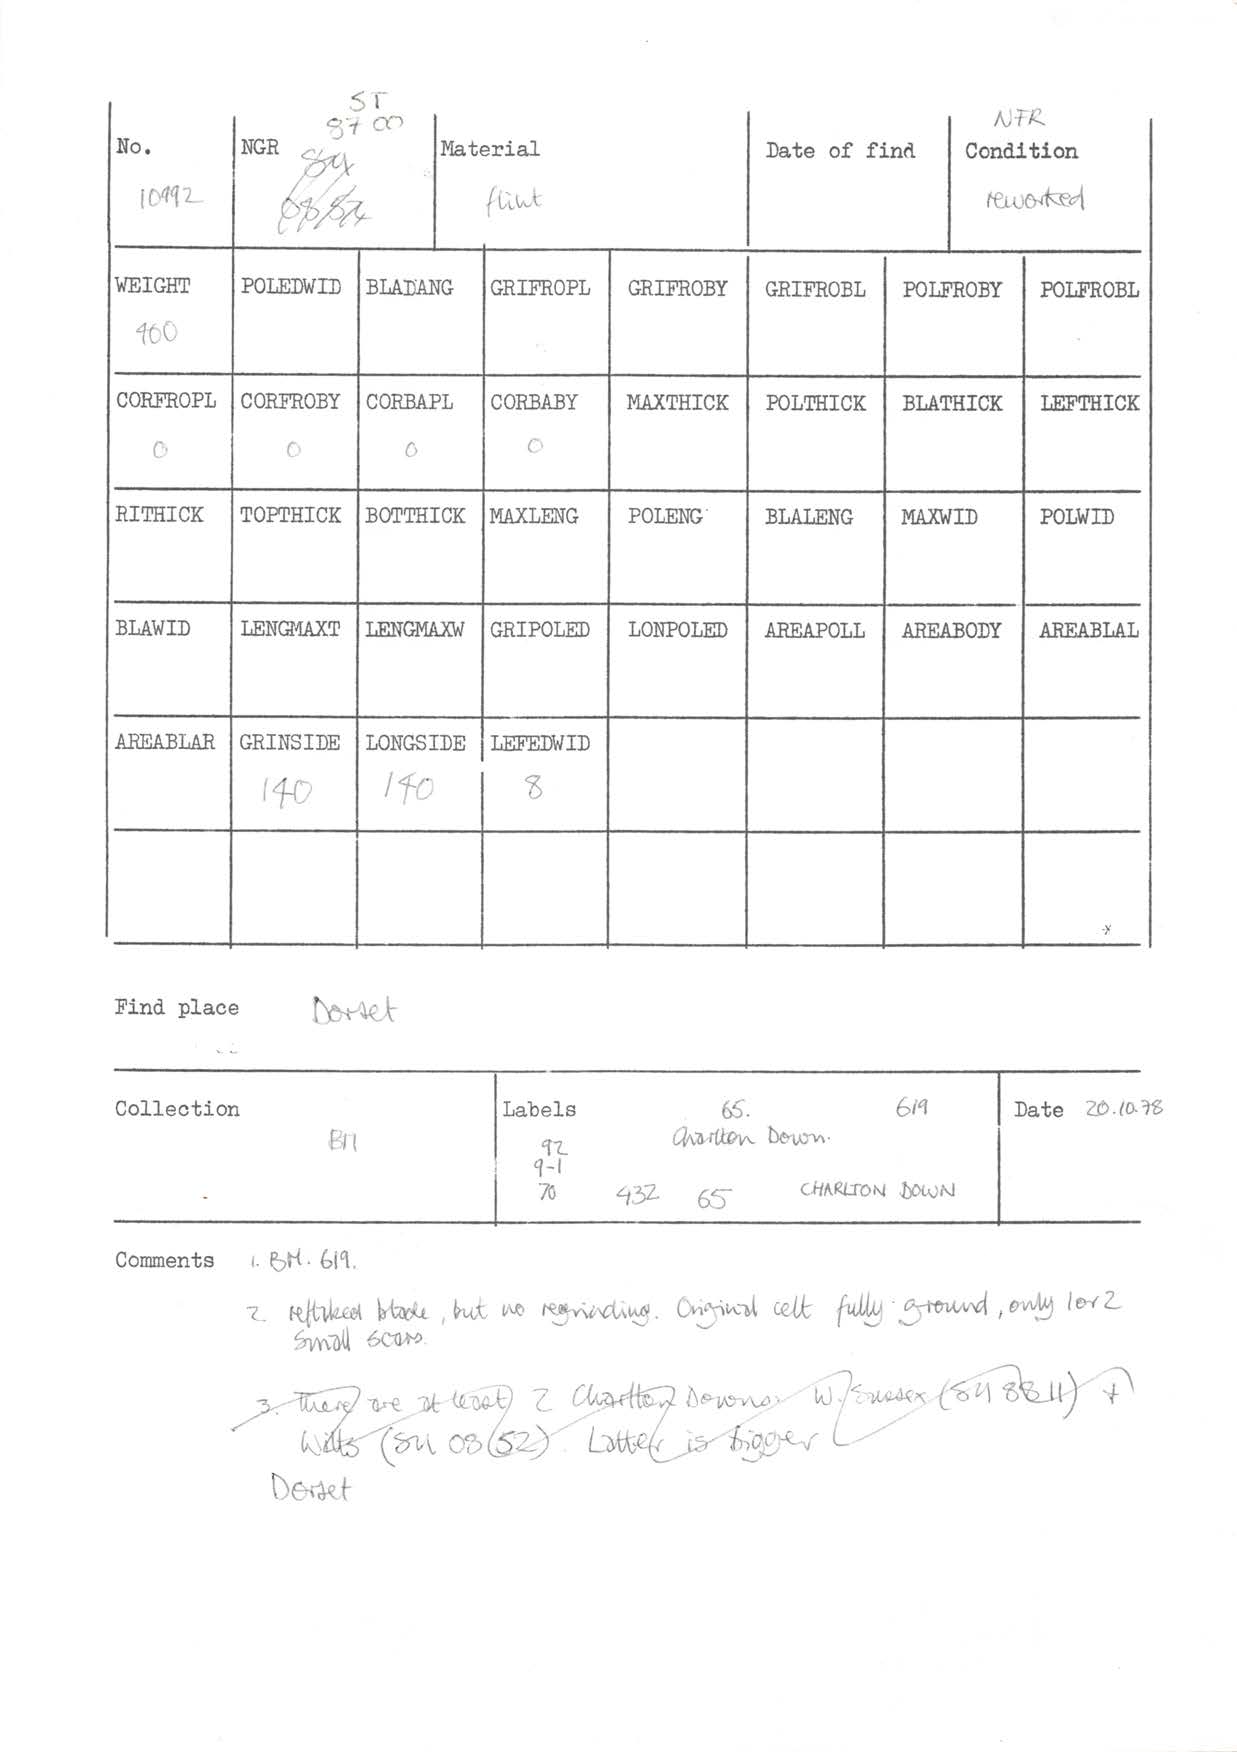 ST
87 00
NFR
No. NGR Material Date of find Condition
SU
10992 08/52 flint reworked
WEIGHT POLEDWID BLADANG GRIFROPL GRIFROBY GRIFROBL POLFROBY POLFROBL
400
CORFROPL CORFROBY CORBAPL CORBABY MAXTHICK POLTHICK BLATHICK LEFTHICK
0 0 0 0
RITHICK TOPTHICK BOTTHICK MAXLENG POLENG BLALENG MAXWID POLWID
BLAWID LENGMAXT LENGMAXW GRIPOLED LONPOLED AREAPOLL AREABODY AREABLAL
AREABLAR GRINSIDE LONGSIDE LEFEDWID
140 140 8
Find place Dorset
Collection Labels 65. 619 Date 20.10.78
BM 92 Charlton Down.
9-1
70 432 65 CHARLTON DOWN
Comments 1. BM. 619.
2. reflaked blade, but no regrinding. Original celt fully ground, only 1 or 2
small scars.
3. There are at least 2 Charlton Downs: W. Sussex (SU 88 11) +
Wilts (SU 08 52). Latter is bigger
Dorset